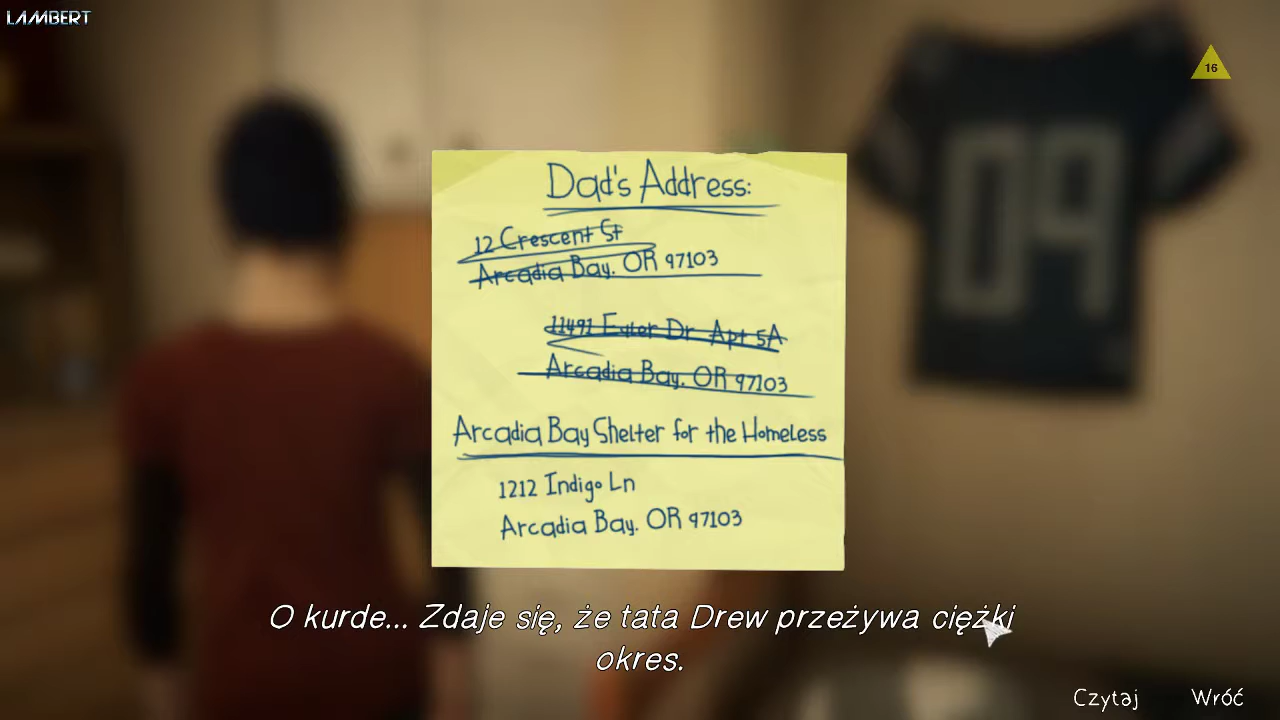 LAMBERT
16
09
Dad's Address:
12 Crescent St
Arcadia Bay. OR 97103
11491 Dr Apt 5A
Arcadia Bay. OR 97103
Arcadia Bay Shelter for the Homeless
1212 Indigo Ln
Arcadia Bay. OR 97103
O kurde... Zdaje się, że tata Drew przeżywa ciężki
okres.
Czytaj
Wróć